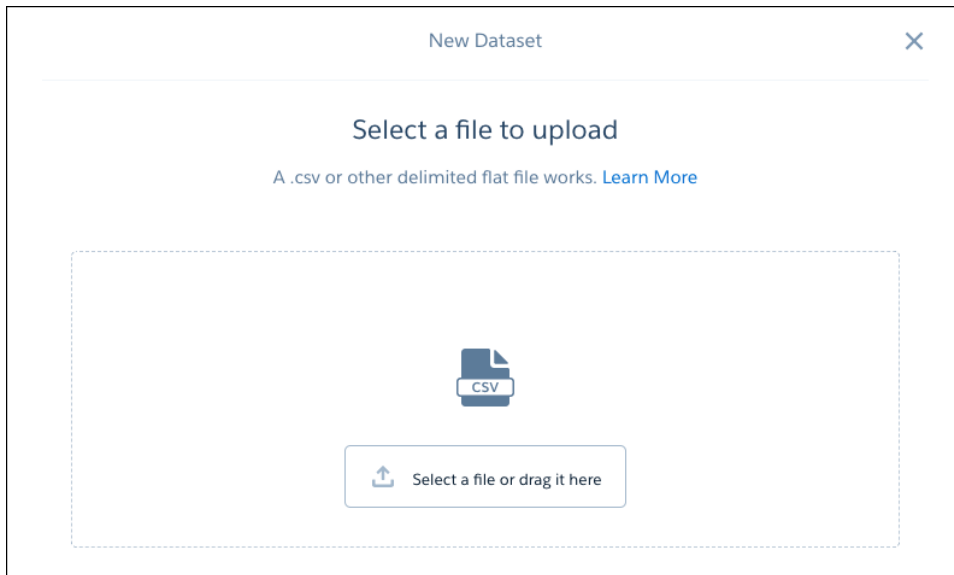 New Dataset
Select a file to upload
A .csv or other delimited flat file works. Learn More
CSV
Select a file or drag it here